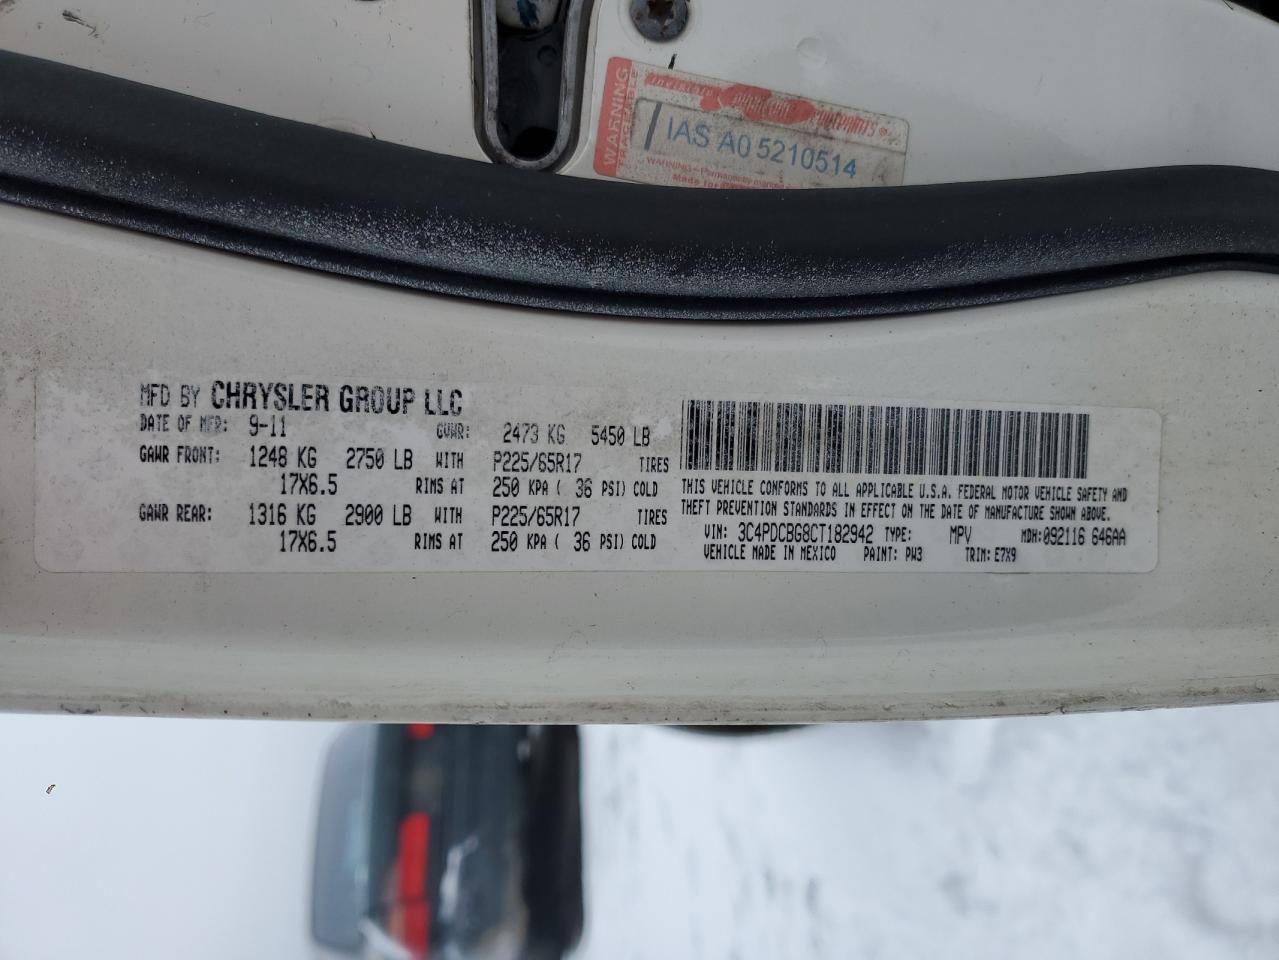 WARNING
TRACEABLE
IAS A0 5210514
MFD BY CHRYSLER GROUP LLC
DATE OF MFR: 9-11 GVWR: 2473 KG 5450 LB
GAWR FRONT: 1248 KG 2750 LB WITH P225/65R17 TIRES
17X6.5 RIMS AT 250 KPA ( 36 PSI) COLD
GAWR REAR: 1316 KG 2900 LB WITH P225/65R17 TIRES
17X6.5 RIMS AT 250 KPA ( 36 PSI) COLD
THIS VEHICLE CONFORMS TO ALL APPLICABLE U.S.A. FEDERAL MOTOR VEHICLE SAFETY AND
THEFT PREVENTION STANDARDS IN EFFECT ON THE DATE OF MANUFACTURE SHOWN ABOVE.
VIN: 3C4PDCBG8CT182942 TYPE: MPV MDH:092116 646AA
VEHICLE MADE IN MEXICO PAINT: PW3 TRIM: E7X9